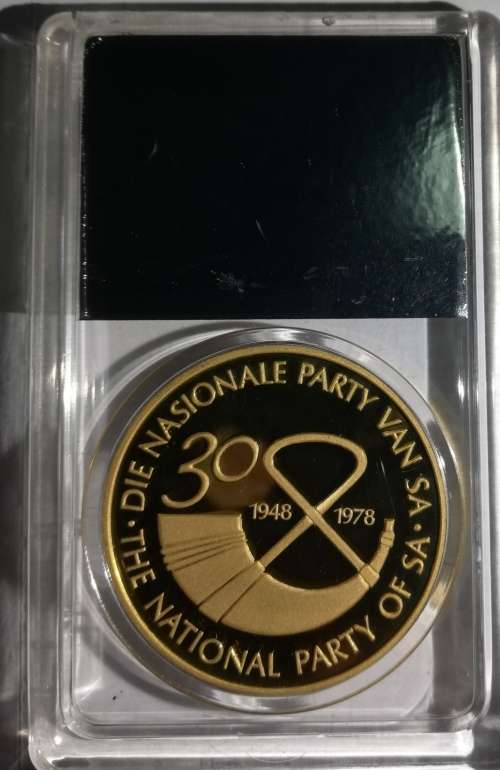 · DIE NASIONALE PARTY VAN SA ·
30
1948 1978
THE NATIONAL PARTY OF SA